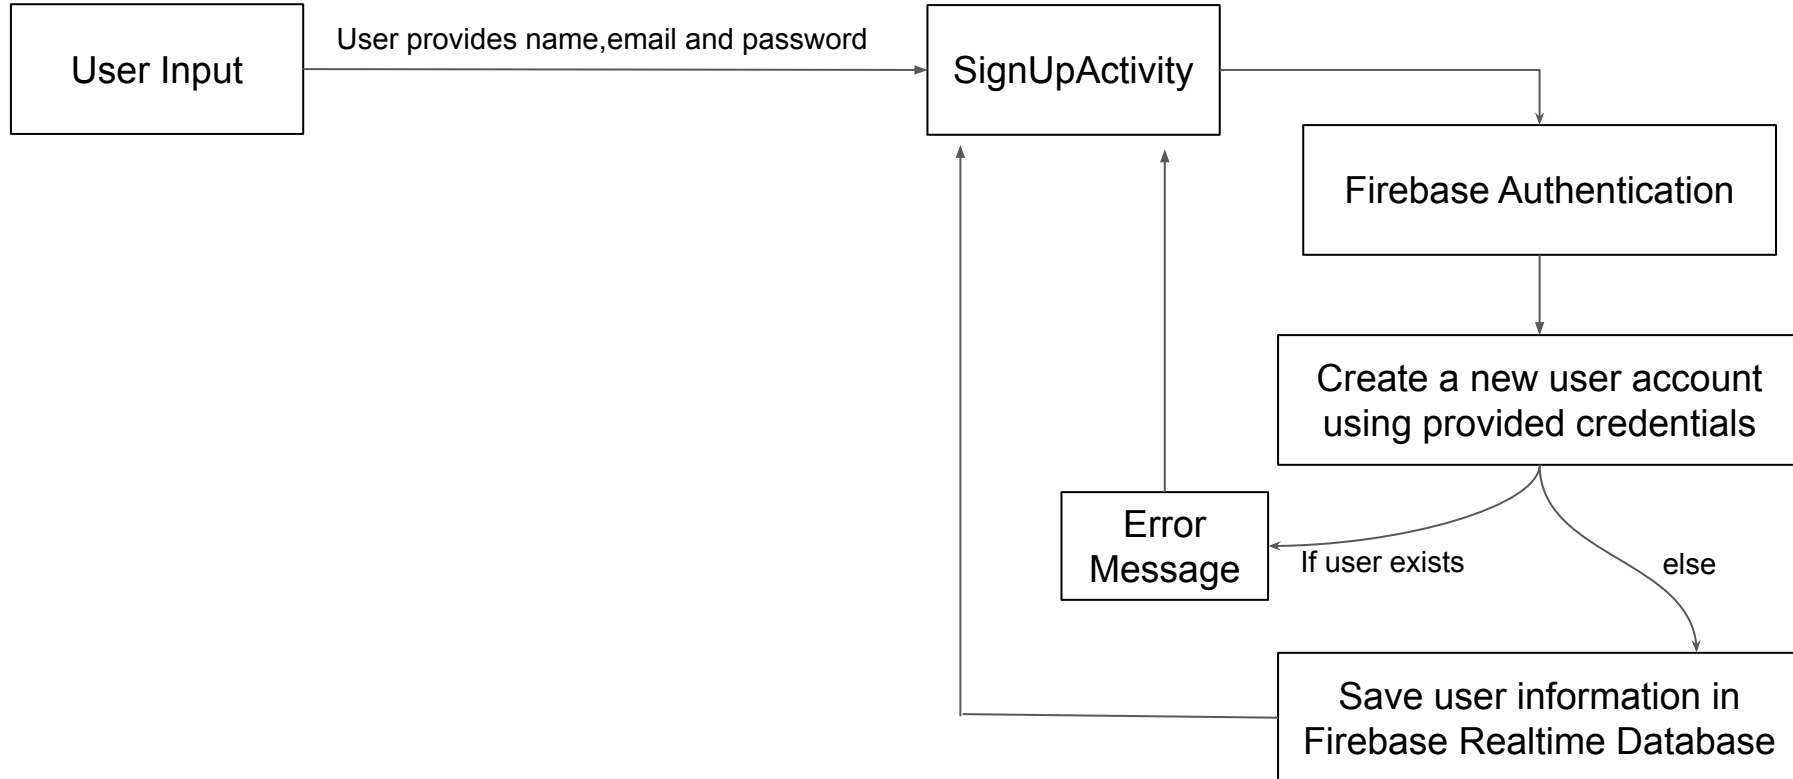 User Input
User provides name,email and password
SignUpActivity
Firebase Authentication
Create a new user account
using provided credentials
Error
Message
If user exists
else
Save user information in
Firebase Realtime Database